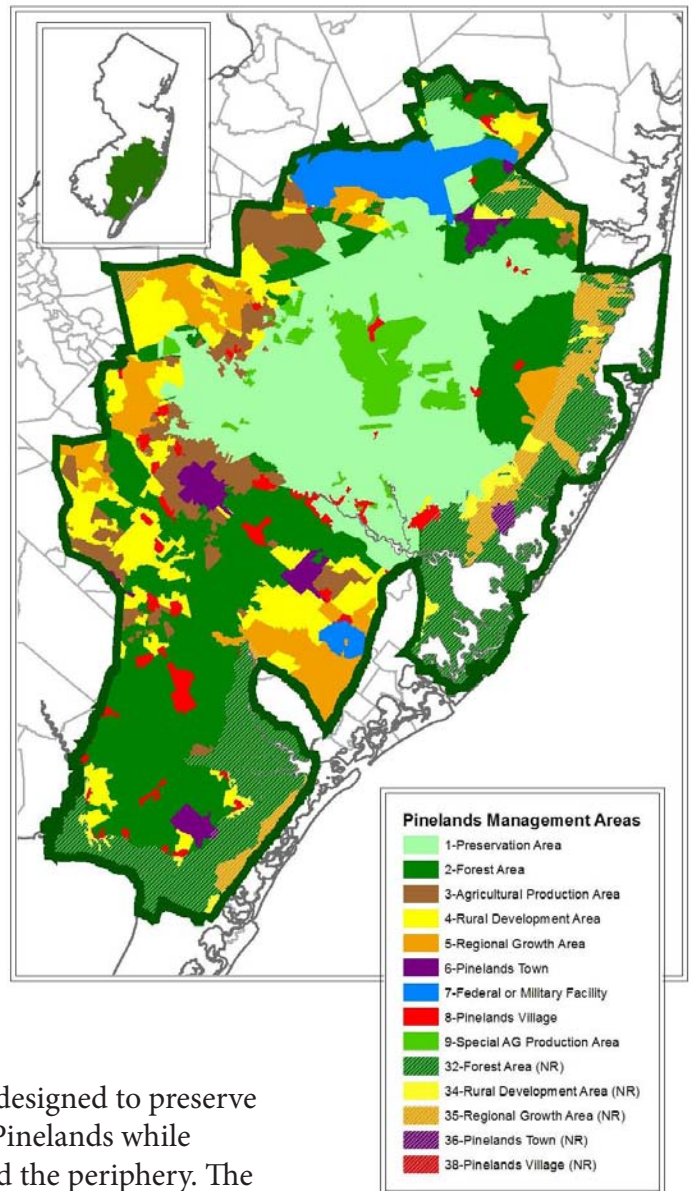 Pinelands Management Areas
1-Preservation Area
2-Forest Area
3-Agricultural Production Area
4-Rural Development Area
5-Regional Growth Area
6-Pinelands Town
7-Federal or Military Facility
8-Pinelands Village
9-Special AG Production Area
32-Forest Area (NR)
34-Rural Development Area (NR)
35-Regional Growth Area (NR)
36-Pinelands Town (NR)
38-Pinelands Village (NR)
designed to preserve
Pinelands while
d the periphery. The